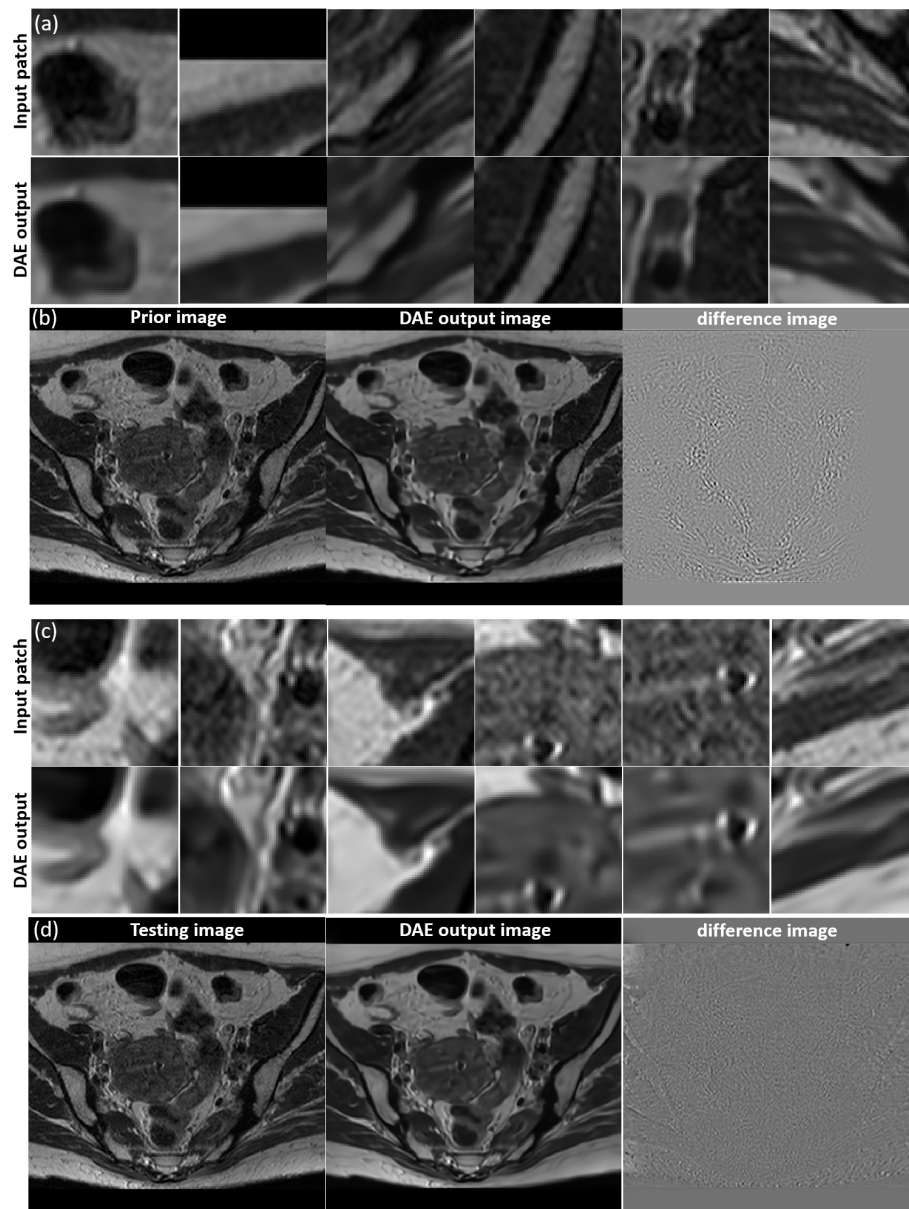 (a)
Input patch
DAE output
(b) Prior image DAE output image difference image
(c)
Input patch
DAE output
(d) Testing image DAE output image difference image